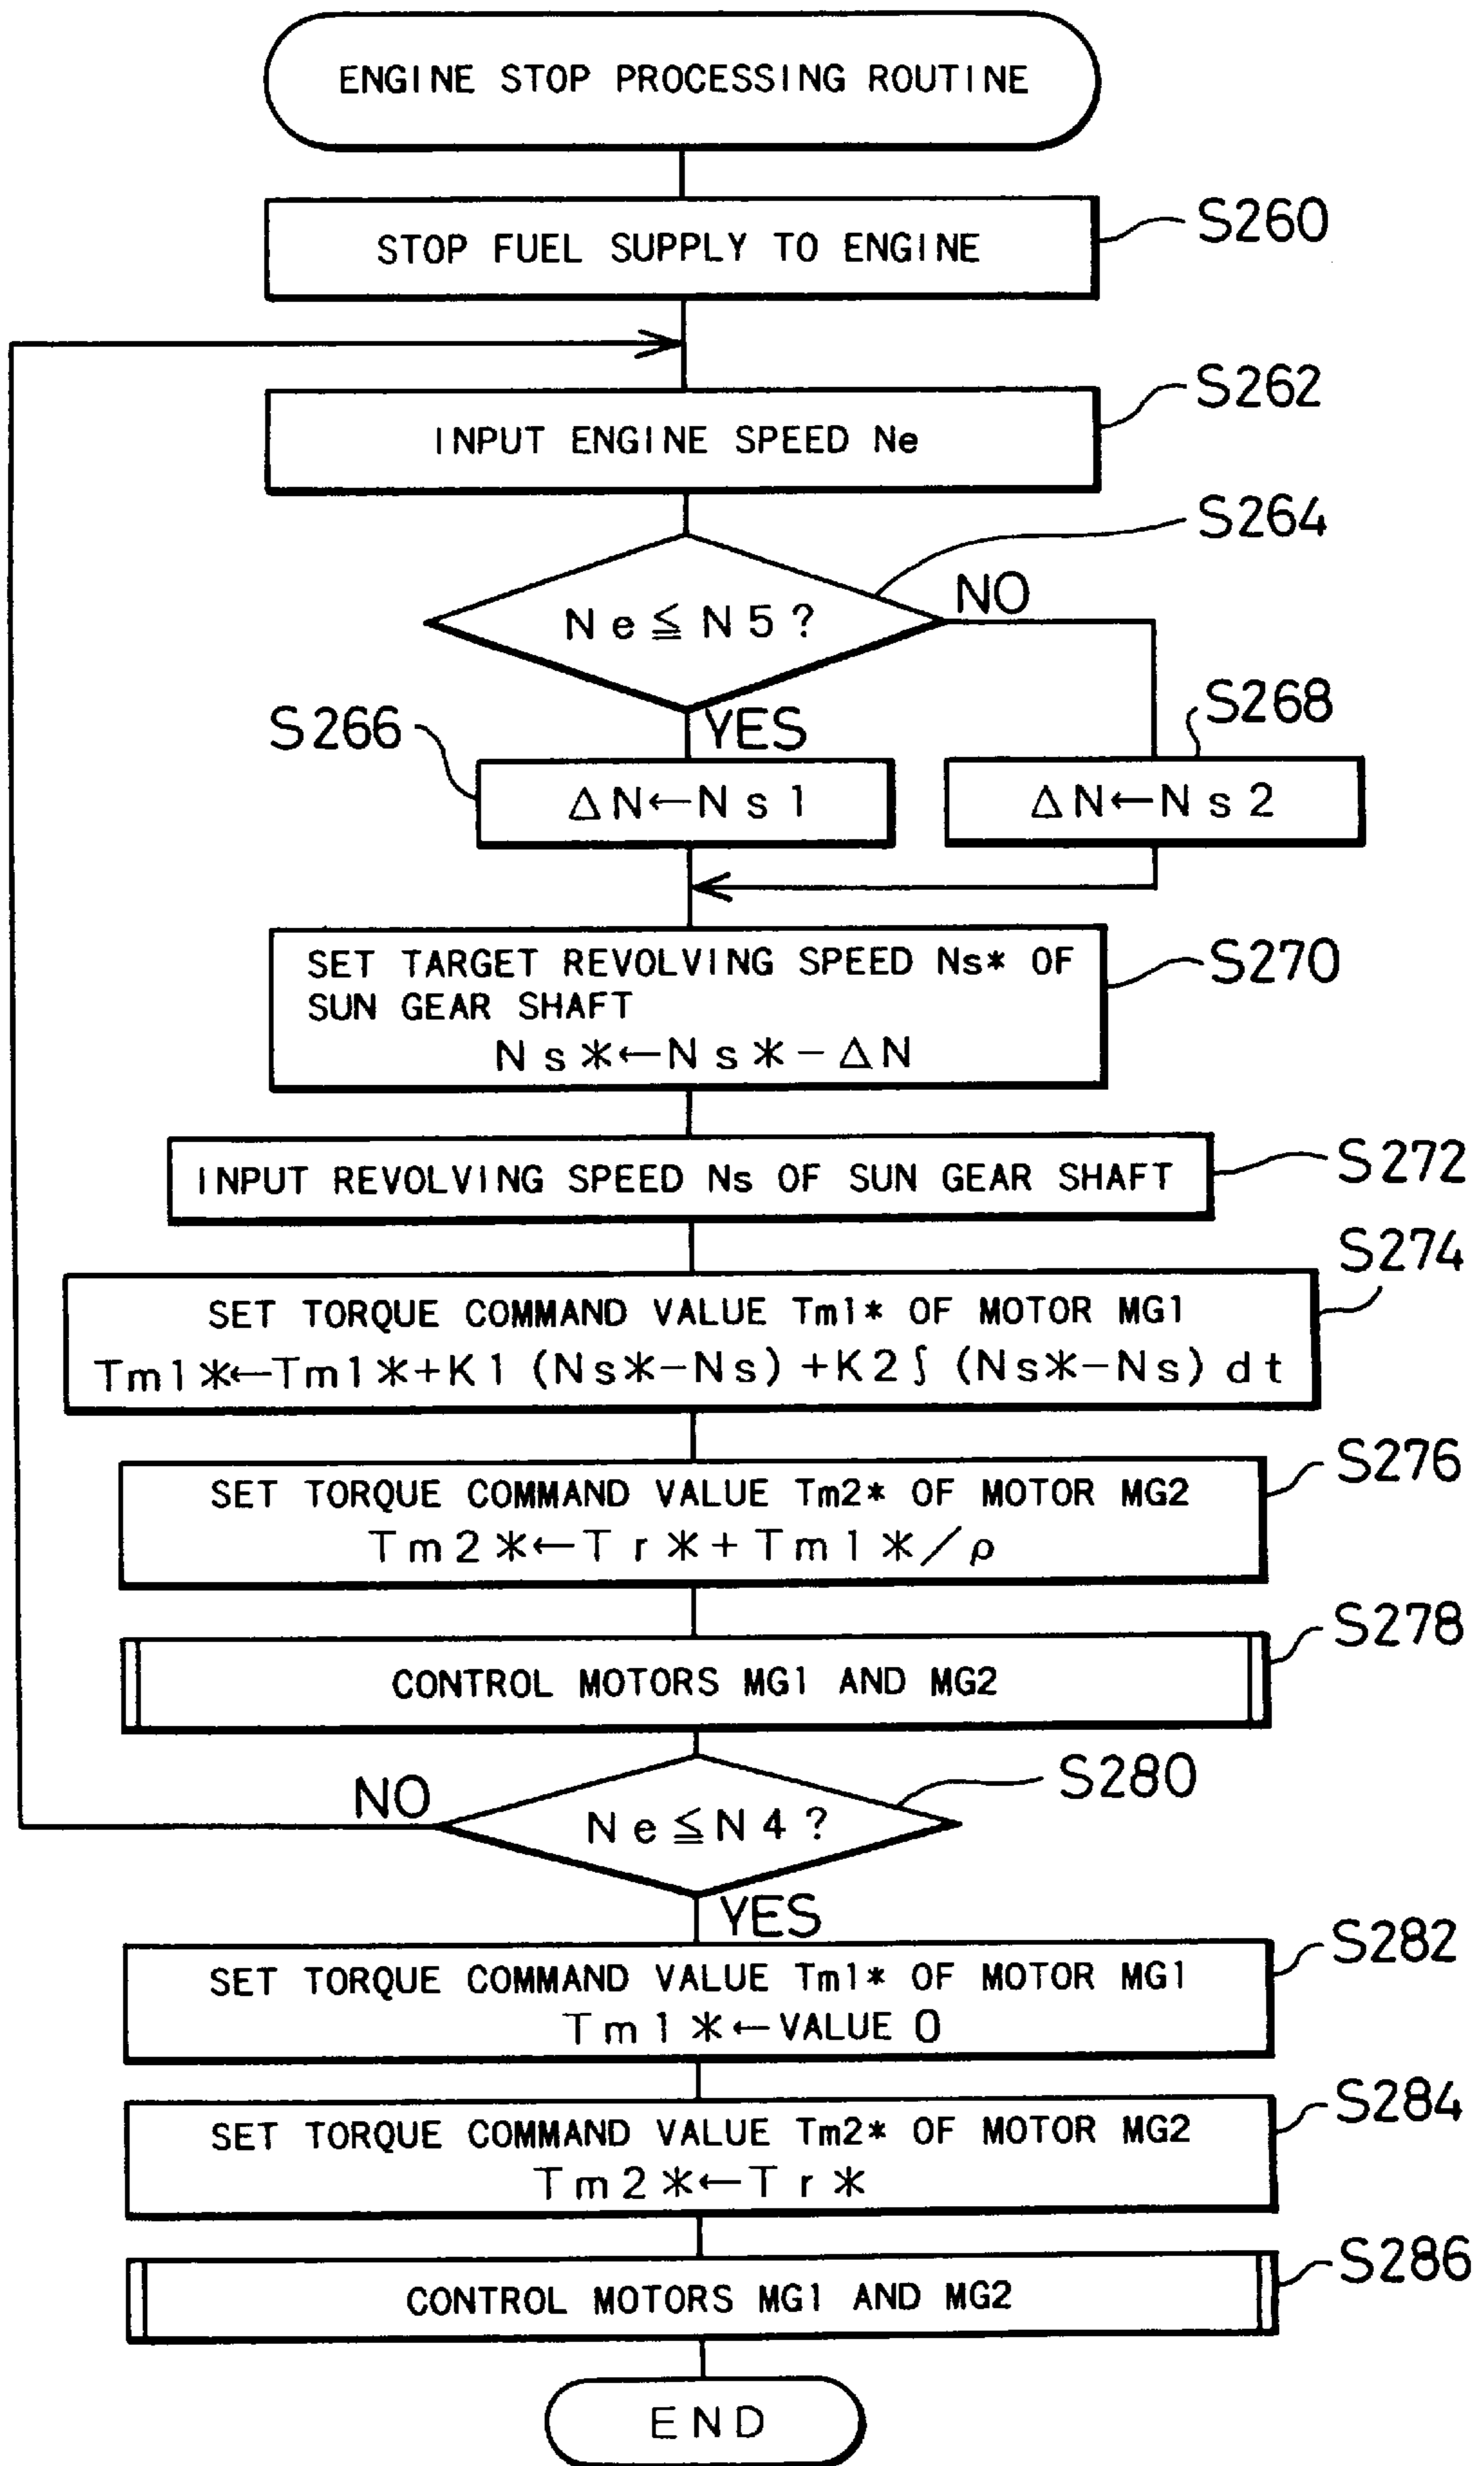 ENGINE STOP PROCESSING ROUTINE
STOP FUEL SUPPLY TO ENGINE
S260
INPUT ENGINE SPEED Ne
S262
S264
Ne≦N5?
NO
YES
S266
ΔN←Ns1
S268
ΔN←Ns2
SET TARGET REVOLVING SPEED Ns* OF
SUN GEAR SHAFT
Ns*←Ns*-ΔN
S270
INPUT REVOLVING SPEED Ns OF SUN GEAR SHAFT
S272
S274
SET TORQUE COMMAND VALUE Tm1* OF MOTOR MG1
Tm1*←Tm1*+K1 (Ns*-Ns) +K2∫ (Ns*-Ns) dt
S276
SET TORQUE COMMAND VALUE Tm2* OF MOTOR MG2
Tm2*←Tr*+Tm1*/ρ
S278
CONTROL MOTORS MG1 AND MG2
S280
NO
Ne≦N4?
YES
S282
SET TORQUE COMMAND VALUE Tm1* OF MOTOR MG1
Tm1*←VALUE 0
S284
SET TORQUE COMMAND VALUE Tm2* OF MOTOR MG2
Tm2*←Tr*
S286
CONTROL MOTORS MG1 AND MG2
END